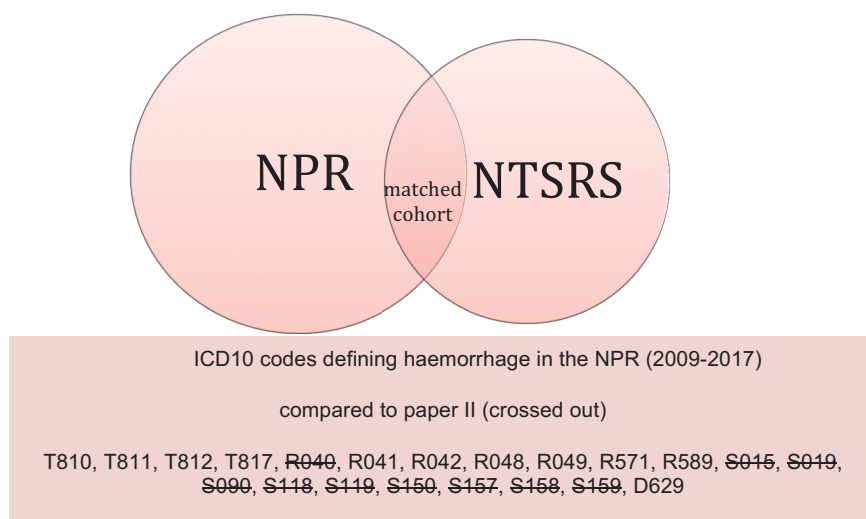 NPR
matched
cohort
NTSRS
ICD10 codes defining haemorrhage in the NPR (2009-2017)
compared to paper II (crossed out)
T810, T811, T812, T817, R040, R041, R042, R048, R049, R571, R589, S015, S019,
S090, S118, S119, S150, S157, S158, S159, D629